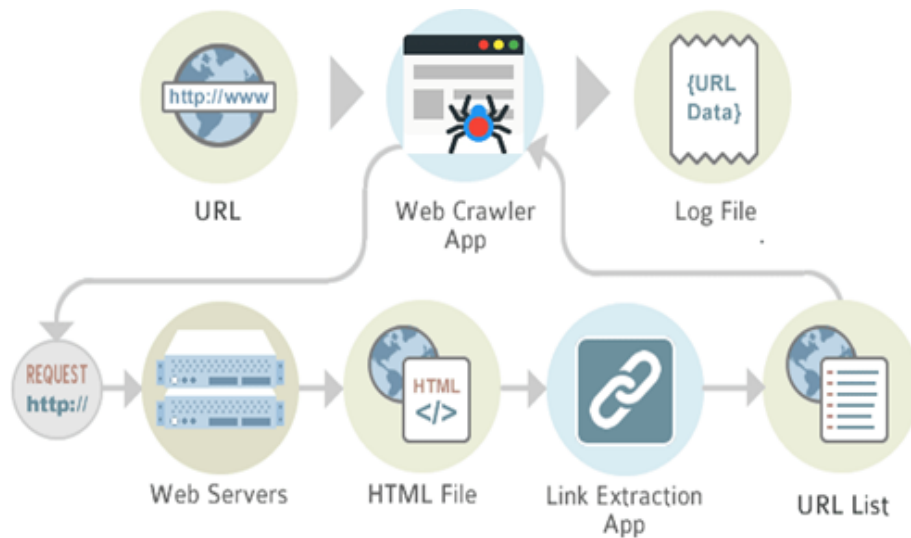 http://www
{URL
Data}
URL
Web Crawler
App
Log File
REQUEST
http://
HTML
</>
Web Servers
HTML File
Link Extraction
App
URL List